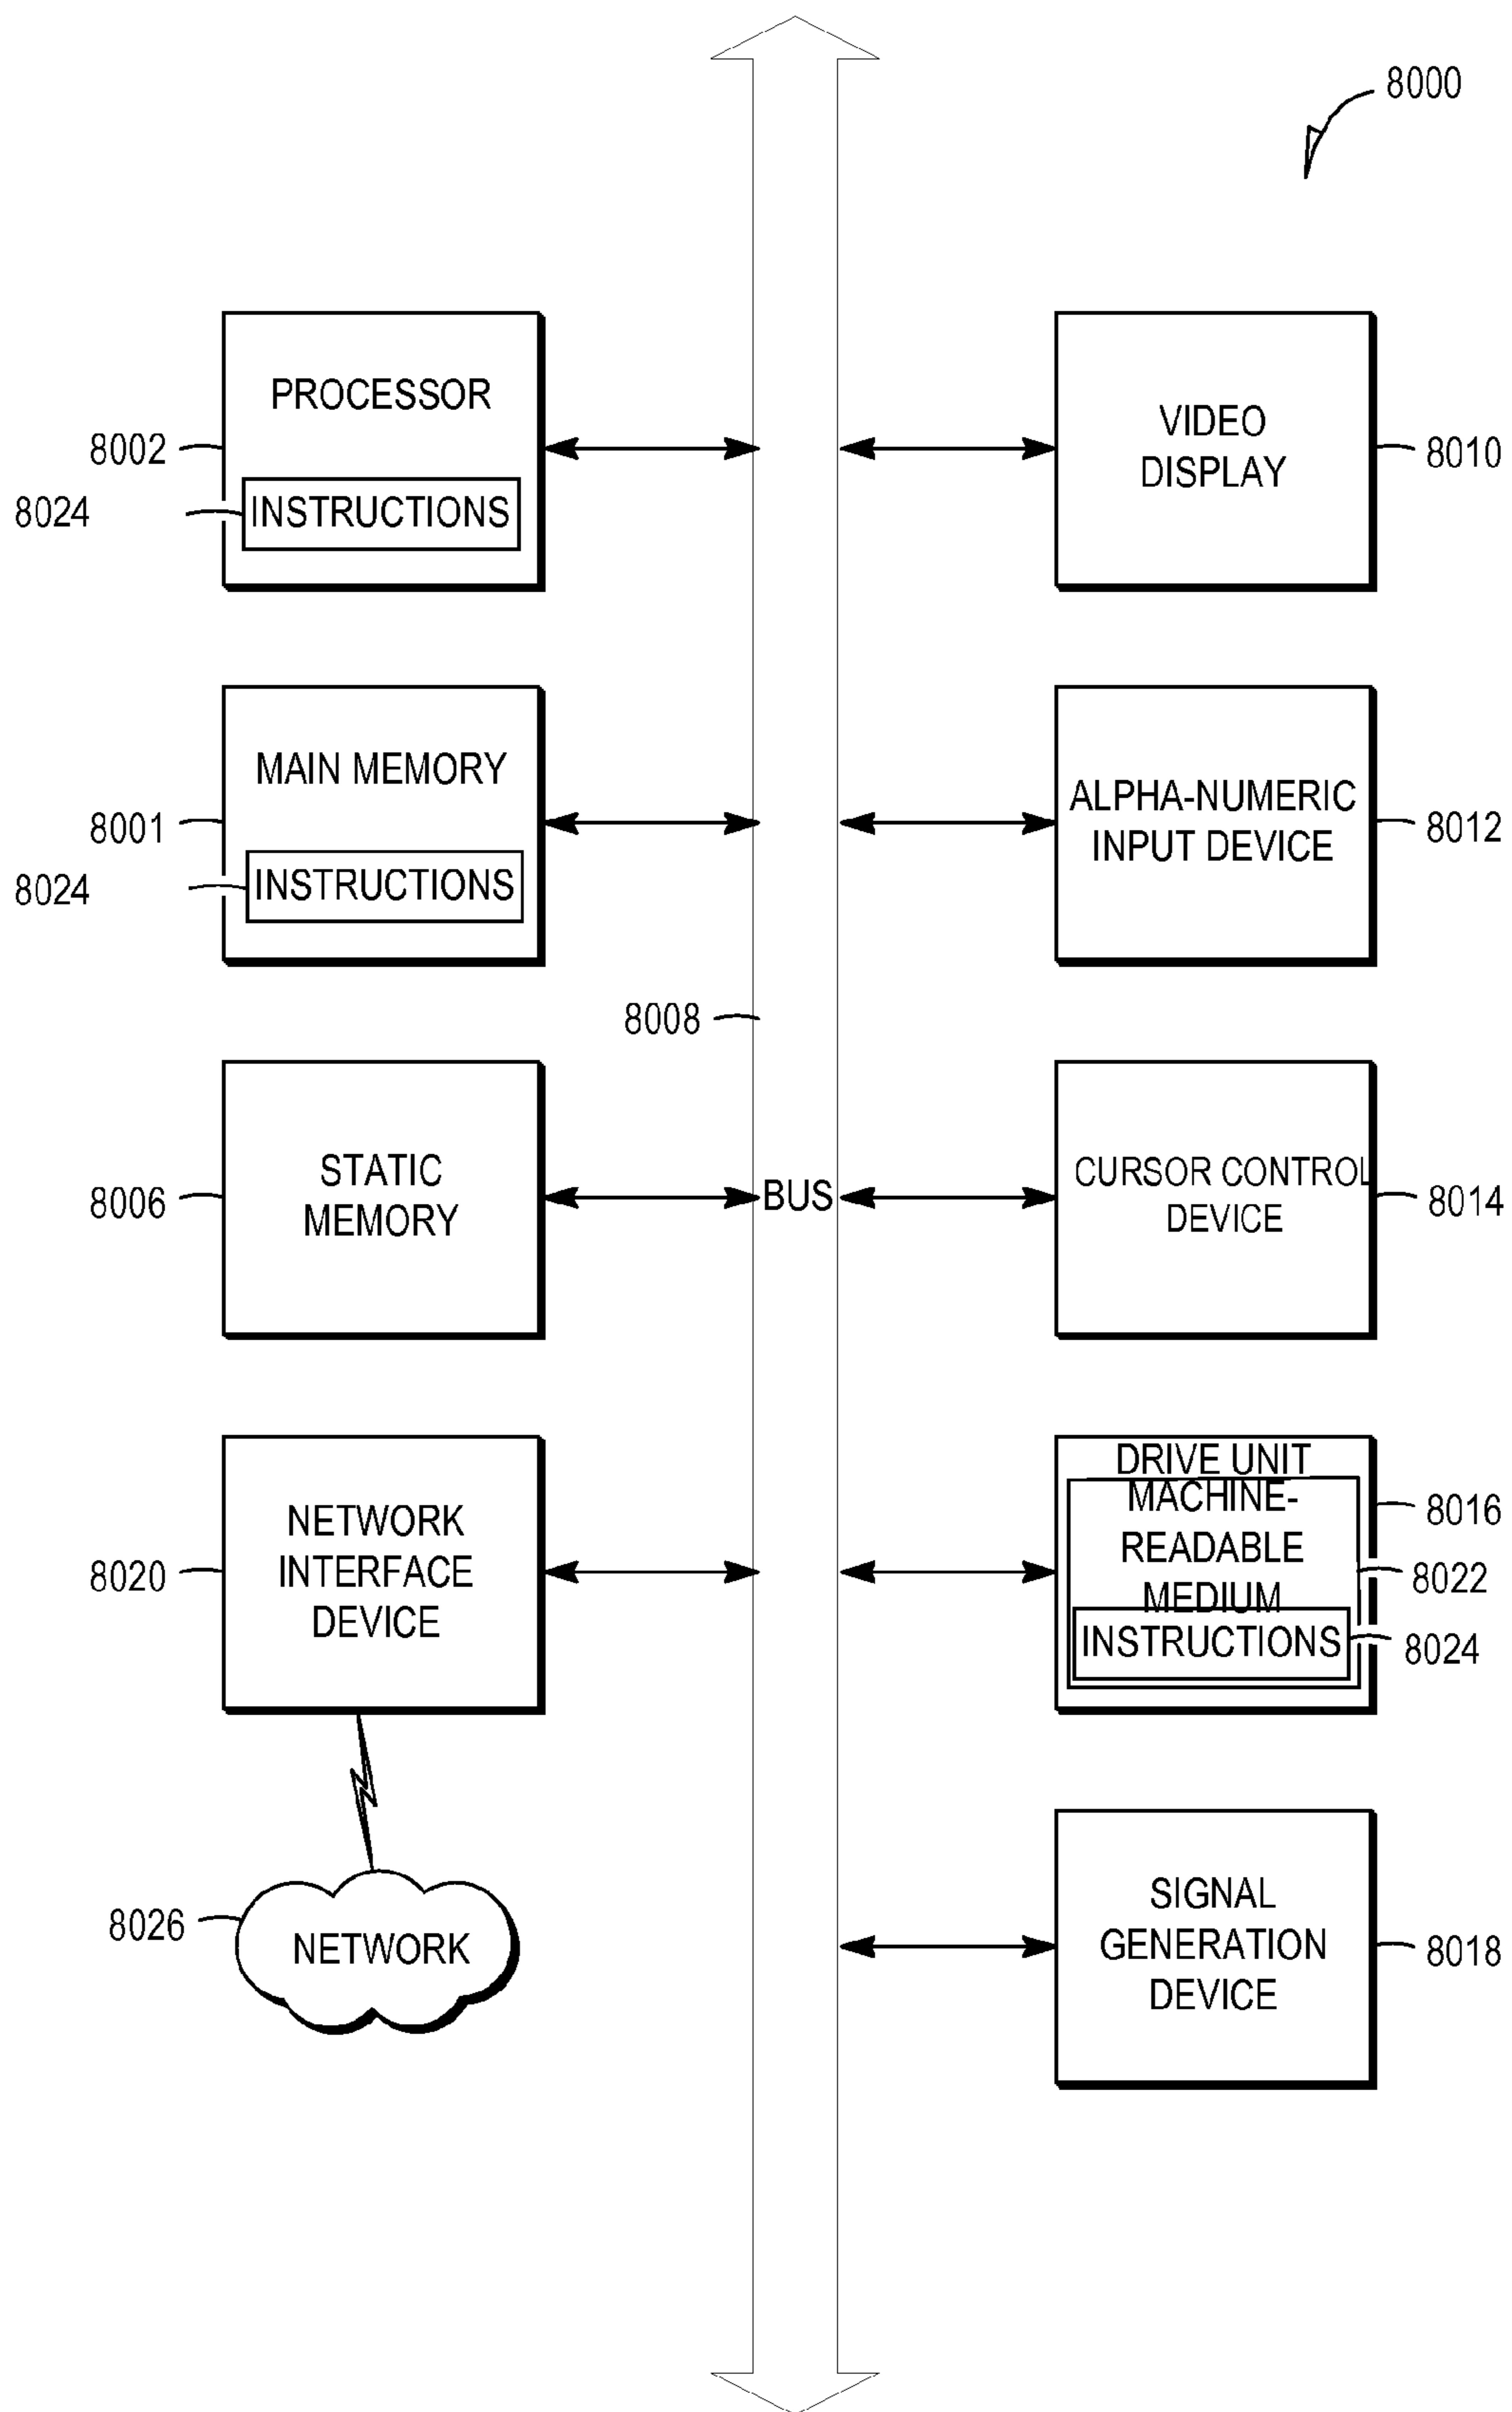 8000
PROCESSOR
8002
INSTRUCTIONS
8024
VIDEO
DISPLAY
8010
MAIN MEMORY
8001
INSTRUCTIONS
8024
ALPHA-NUMERIC
INPUT DEVICE
8012
8008
STATIC
MEMORY
8006
BUS
CURSOR CONTROL
DEVICE
8014
NETWORK
INTERFACE
DEVICE
8020
DRIVE UNIT
MACHINE-
READABLE
MEDIUM
INSTRUCTIONS
8016
8022
8024
8026
NETWORK
SIGNAL
GENERATION
DEVICE
8018